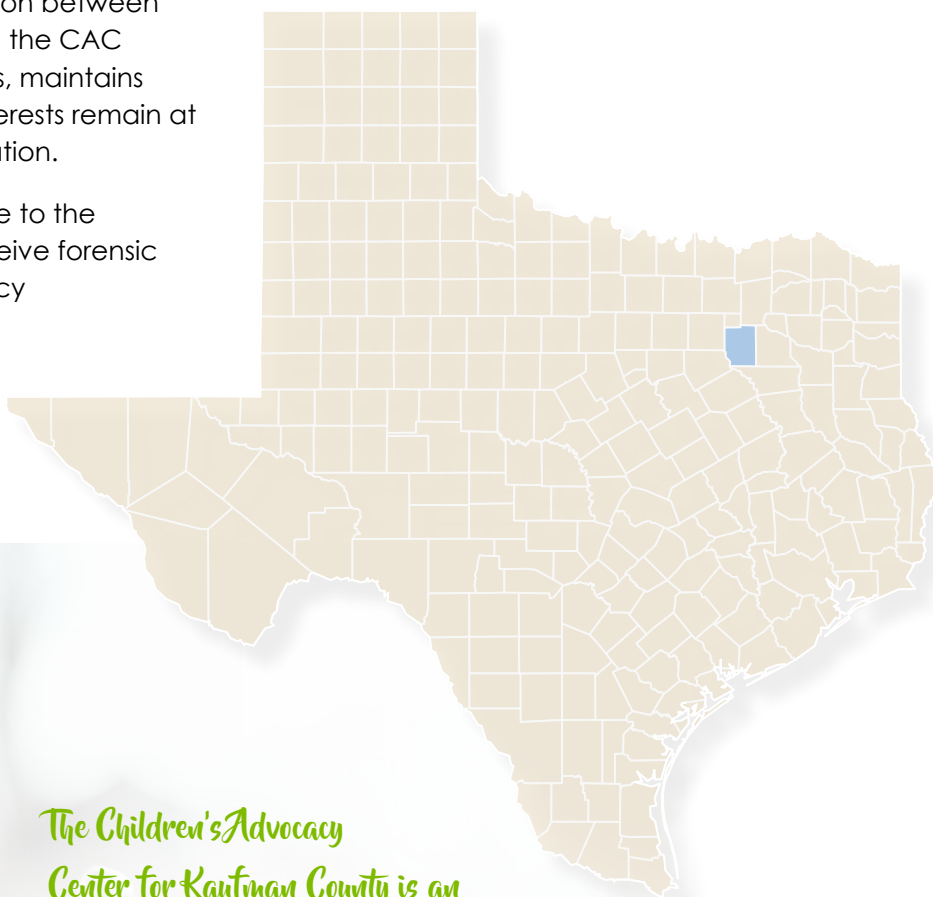 on between
the CAC
s, maintains
erests remain at
ation.
e to the
eive forensic
cy
The Children's Advocacy
Center for Kaufman County is an